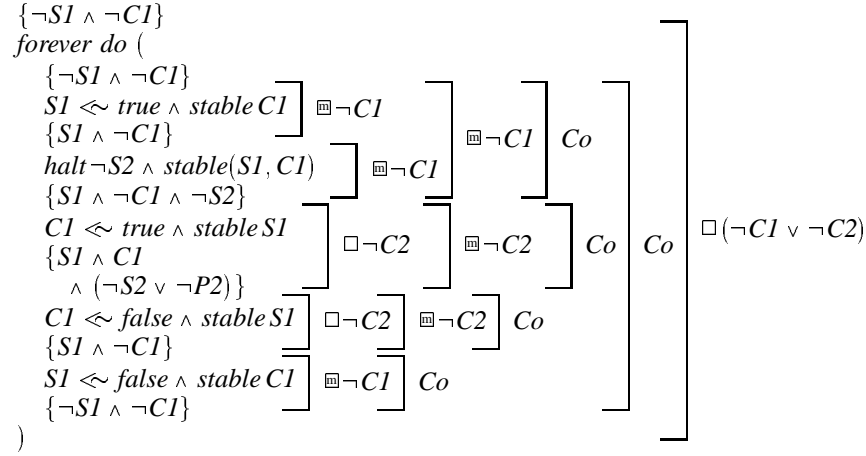 {¬S1 ∧ ¬C1}
forever do (
{¬S1 ∧ ¬C1}
S1 <~ true ∧ stable C1 ⊡ ¬C1
{S1 ∧ ¬C1} ⊡ ¬C1 Co
halt ¬S2 ∧ stable(S1, C1) ⊡ ¬C1
{S1 ∧ ¬C1 ∧ ¬S2}
C1 <~ true ∧ stable S1
□¬C2 ⊡ ¬C2 Co Co □(¬C1 ∨ ¬C2)
{S1 ∧ C1
∧ (¬S2 ∨ ¬P2)}
C1 <~ false ∧ stable S1 □¬C2 ⊡ ¬C2 Co
{S1 ∧ ¬C1}
S1 <~ false ∧ stable C1 ⊡ ¬C1 Co
{¬S1 ∧ ¬C1}
)